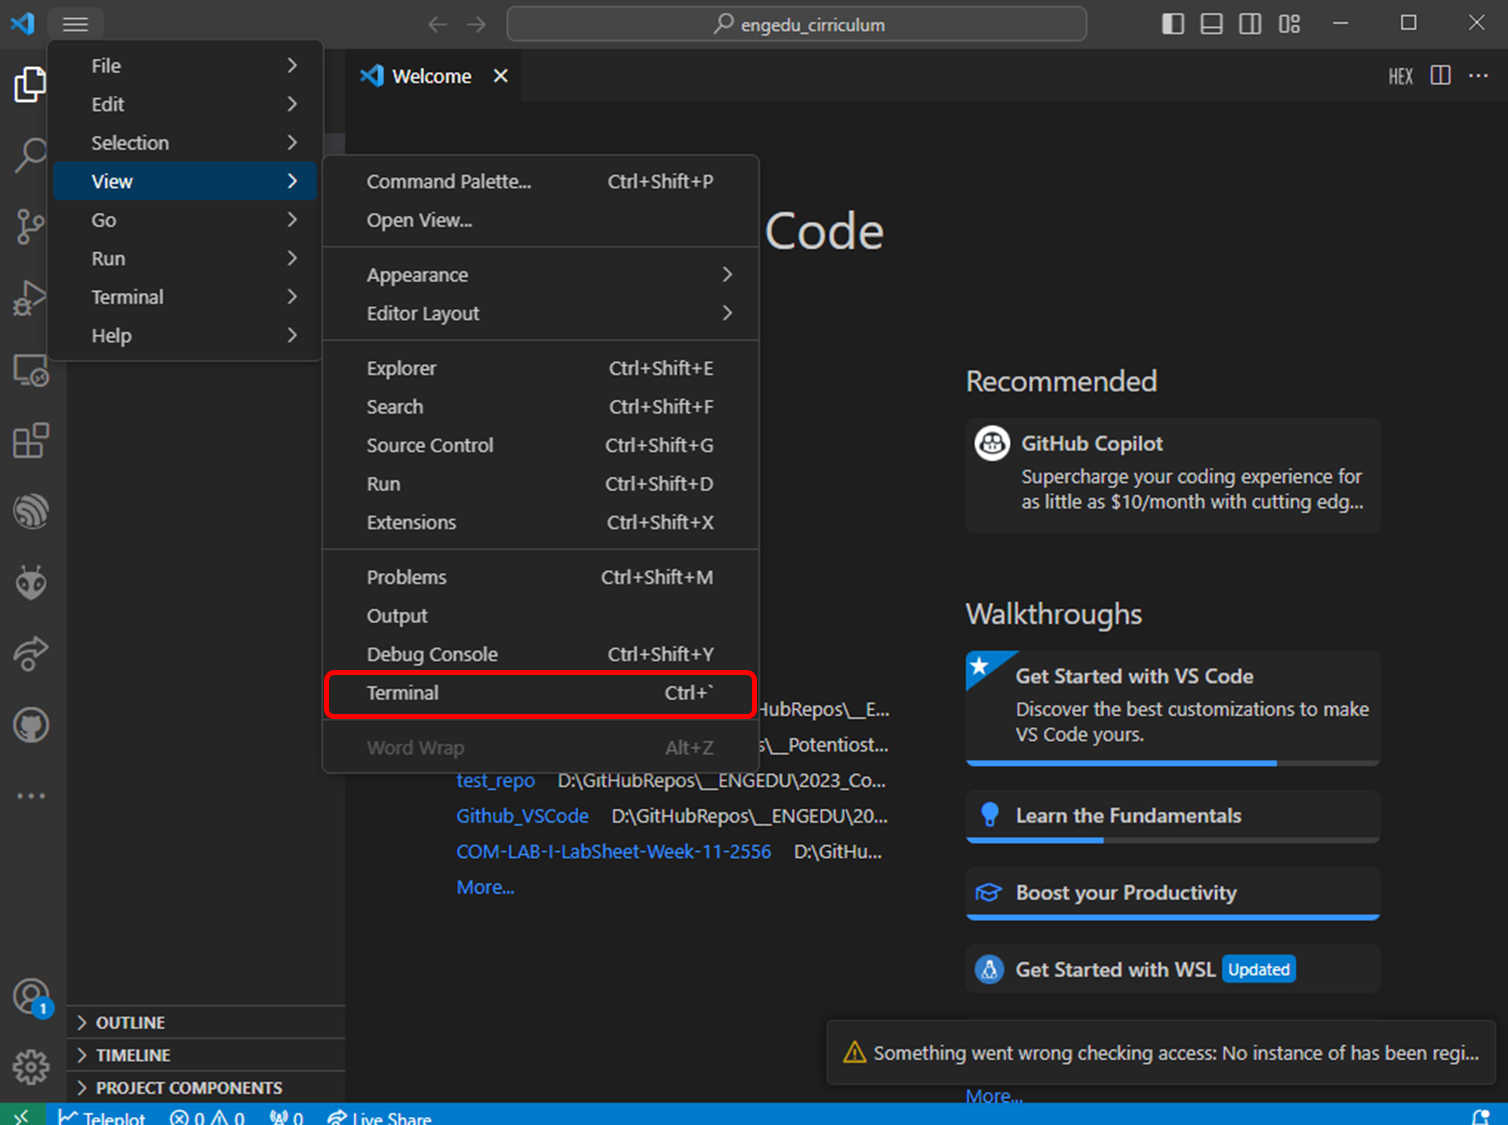 engedu_cirriculum
File
Edit
Selection
View
Go
Run
Terminal
Help
Welcome
HEX
Command Palette... Ctrl+Shift+P
Open View...
Appearance
Editor Layout
Explorer Ctrl+Shift+E
Search Ctrl+Shift+F
Source Control Ctrl+Shift+G
Run Ctrl+Shift+D
Extensions Ctrl+Shift+X
Problems Ctrl+Shift+M
Output
Debug Console Ctrl+Shift+Y
Terminal Ctrl+`
Word Wrap Alt+Z
Code
HubRepos\__E...
s\__Potentiost...
test_repo D:\GitHubRepos\__ENGEDU\2023_Co...
Github_VSCode D:\GitHubRepos\__ENGEDU\20...
COM-LAB-I-LabSheet-Week-11-2556 D:\GitHu...
More...
Recommended
GitHub Copilot
Supercharge your coding experience for
as little as $10/month with cutting edg...
Walkthroughs
Get Started with VS Code
Discover the best customizations to make
VS Code yours.
Learn the Fundamentals
Boost your Productivity
Get Started with WSL Updated
Something went wrong checking access: No instance of has been regi...
More...
1
OUTLINE
TIMELINE
PROJECT COMPONENTS
Teleplot 0 0 0 Live Share